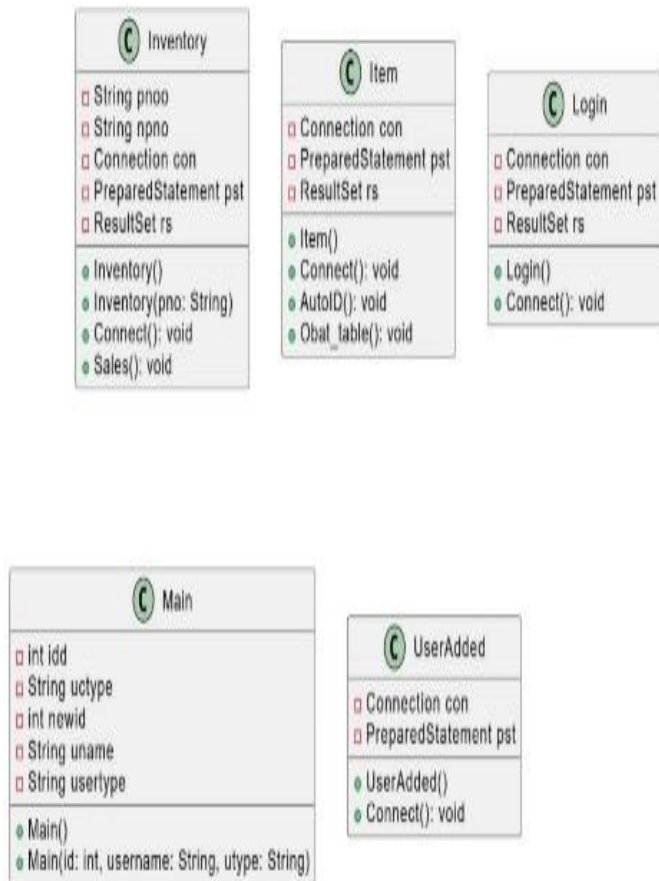 C Inventory
String pnoo
String npno
Connection con
PreparedStatement pst
ResultSet rs
Inventory()
Inventory(pno: String)
Connect(): void
Sales(): void
C Item
Connection con
PreparedStatement pst
ResultSet rs
Item()
Connect(): void
AutoID(): void
Obat_table(): void
C Login
Connection con
PreparedStatement pst
ResultSet rs
Login()
Connect(): void
C Main
int idd
String uctype
int newid
String uname
String usertype
Main()
Main(id: int, username: String, utype: String)
C UserAdded
Connection con
PreparedStatement pst
UserAdded()
Connect(): void